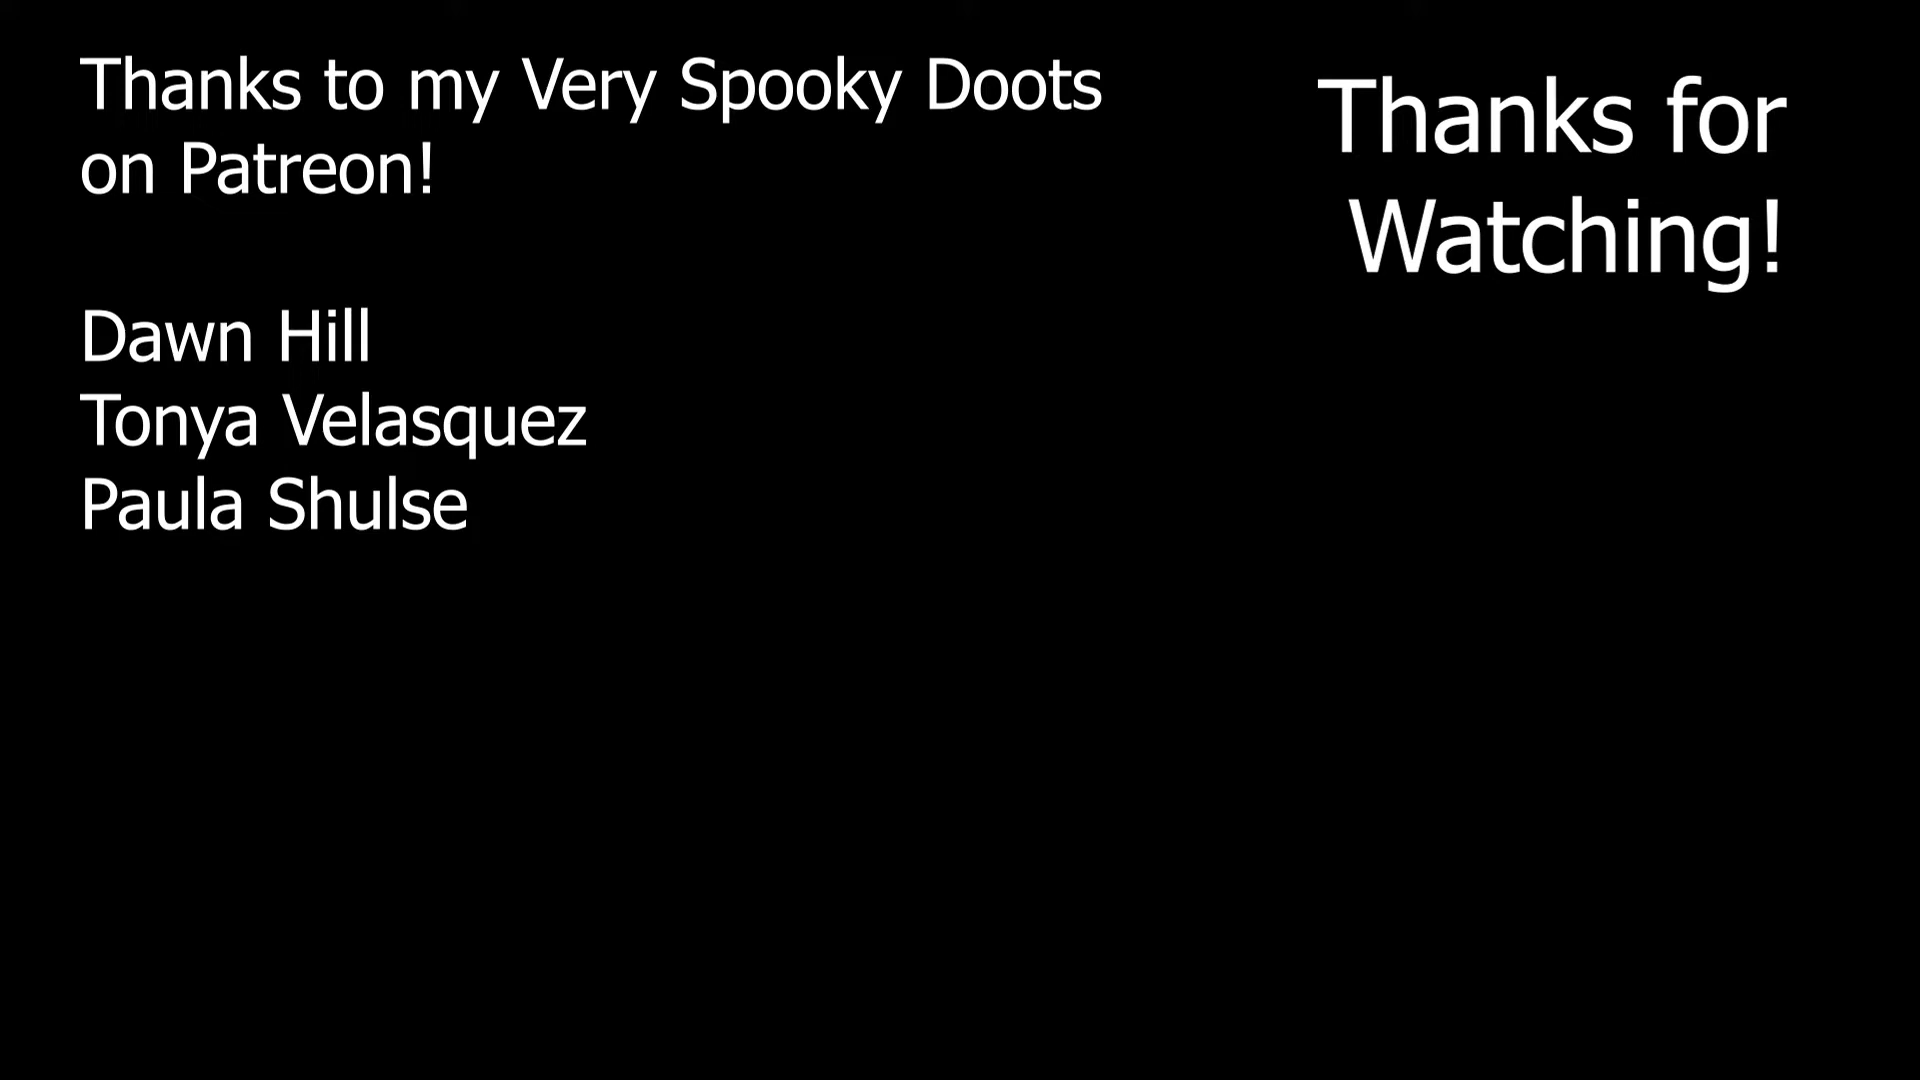 Thanks to my Very Spooky Doots
on Patreon!
Dawn Hill
Tonya Velasquez
Paula Shulse
Thanks for
Watching!